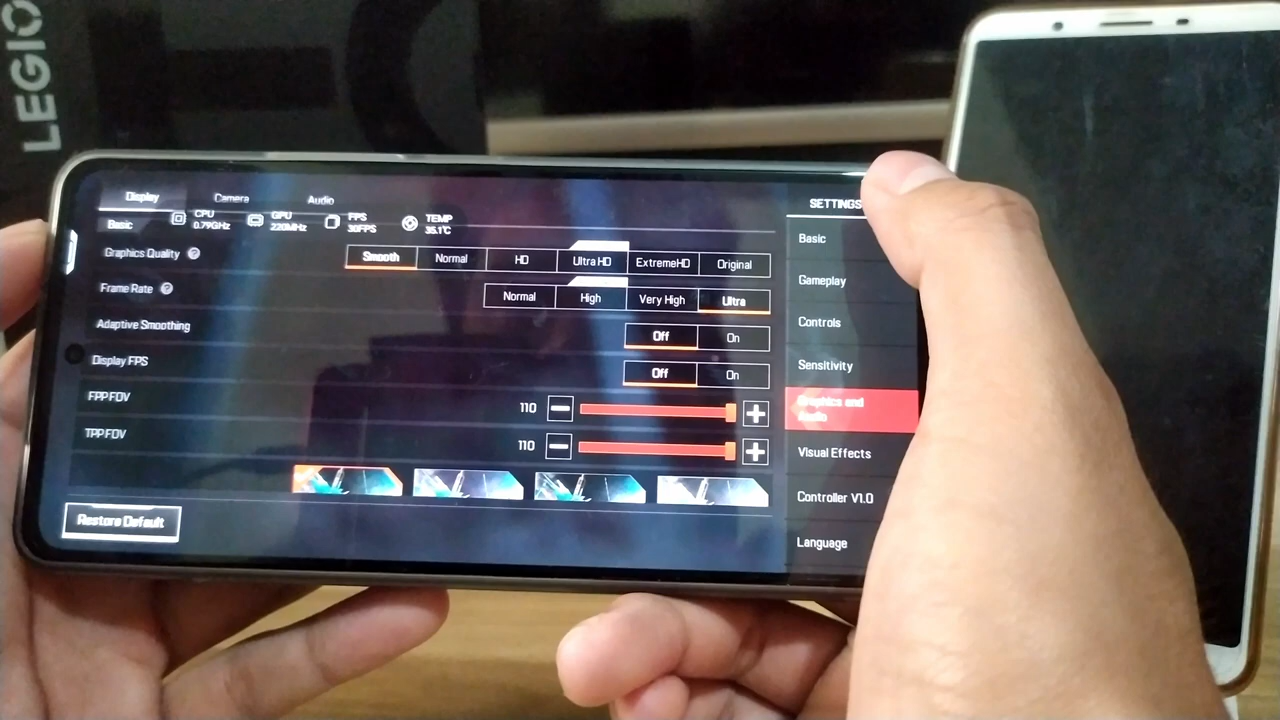 LEGIO
Display Camera Audio
SETTINGS
Basic
CPU
0.79GHz
GPU
220MHz
FPS
30FPS
TEMP
35.1°C
Graphics Quality ? Smooth Normal HD Ultra HD ExtremeHD Original
Frame Rate ? Normal High Very High Ultra
Adaptive Smoothing Off On
Display FPS Off On
FPP FOV 110 − +
TPP FOV 110 − +
Restore Default
Basic
Gameplay
Controls
Sensitivity
Graphics and
Audio
Visual Effects
Controller V1.0
Language